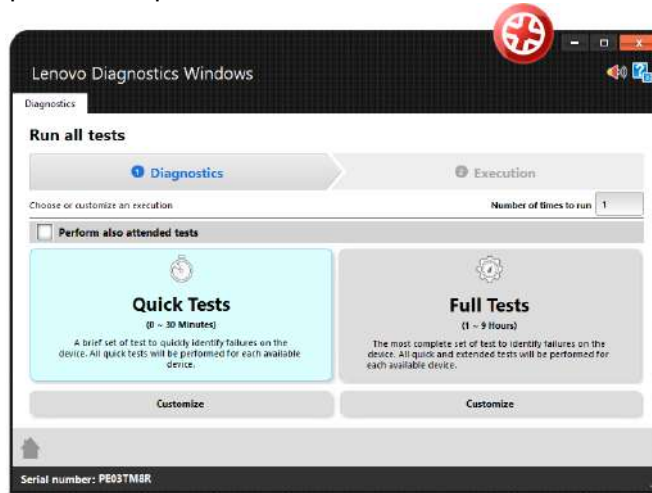 Lenovo Diagnostics Windows
Diagnostics
Run all tests
1 Diagnostics
2 Execution
Choose or customize an execution
Number of times to run 1
Perform also attended tests
Quick Tests
(0 ~ 30 Minutes)
A brief set of test to quickly identify failures on the
device. All quick tests will be performed for each available
device.
Full Tests
(1 ~ 9 Hours)
The most complete set of test to identify failures on the
device. All quick and extended tests will be performed for
each available device.
Customize
Customize
Serial number: PE03TM8R